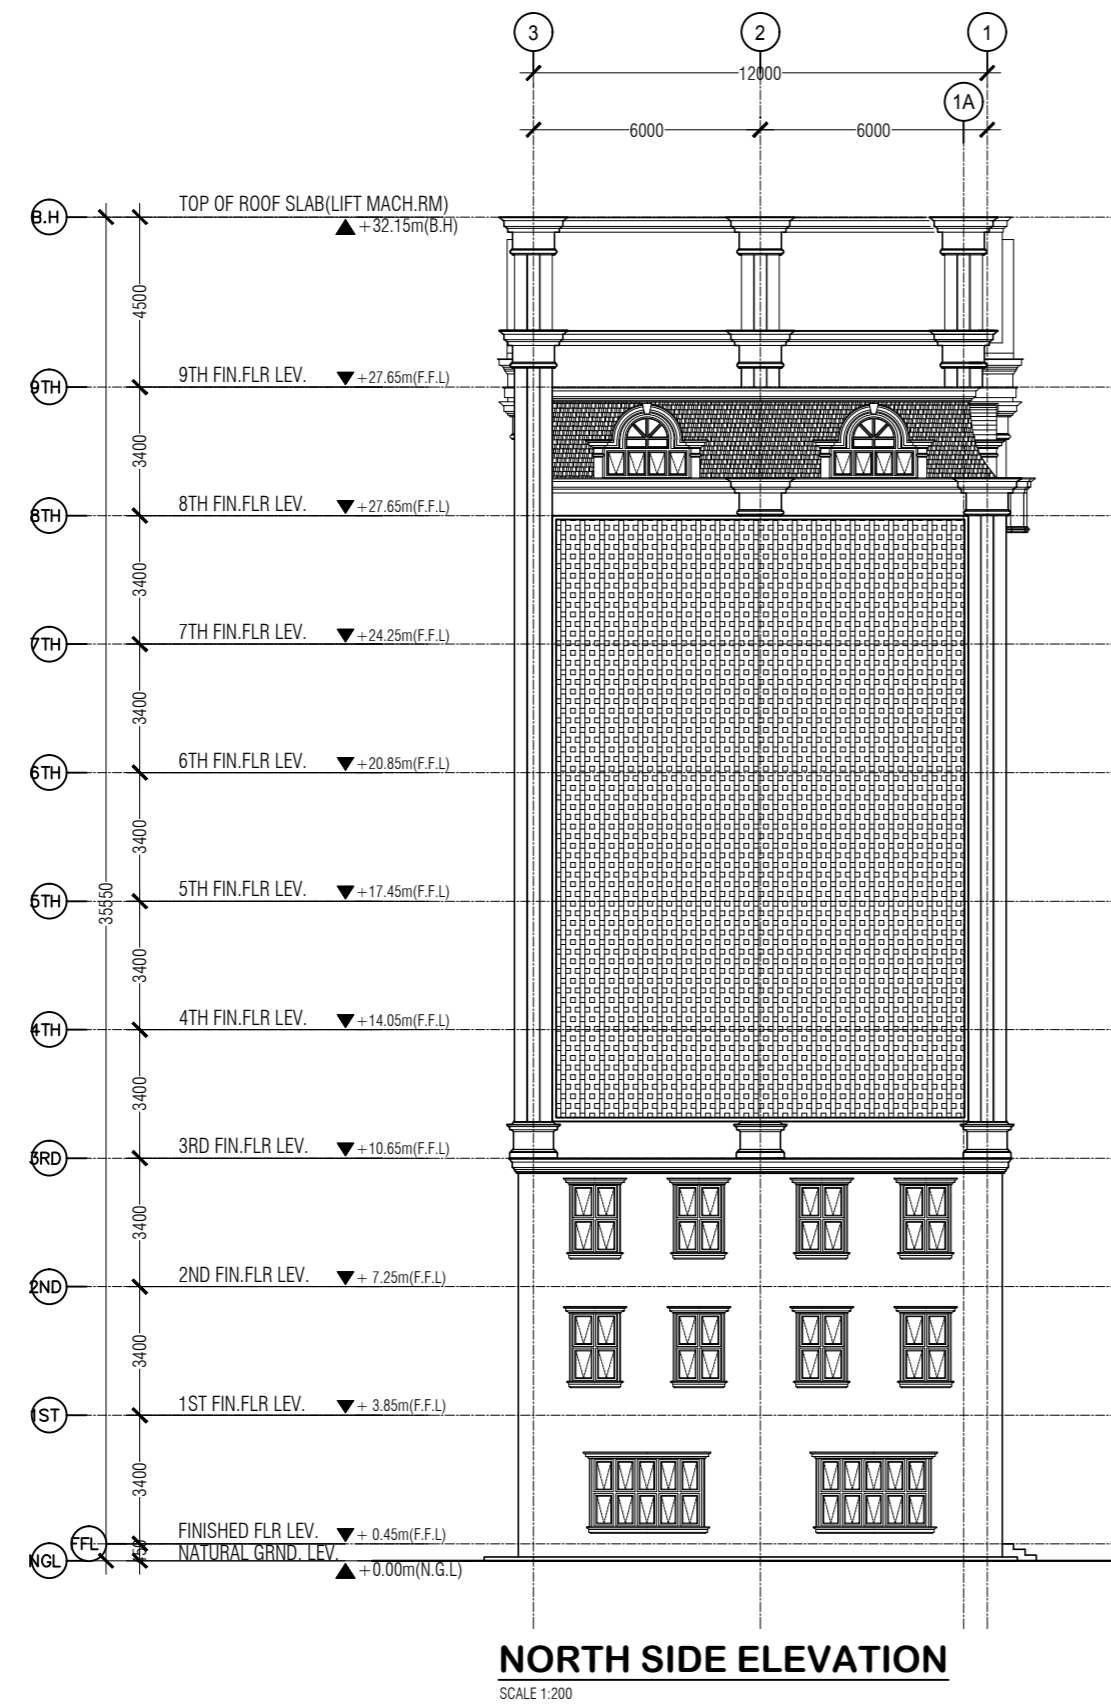 3
2
1
12000
1A
6000
6000
B.H
TOP OF ROOF SLAB(LIFT MACH.RM)
+32.15m(B.H)
4500
9TH
9TH FIN.FLR LEV.
+27.65m(F.F.L)
3400
8TH
8TH FIN.FLR LEV.
+27.65m(F.F.L)
3400
7TH
7TH FIN.FLR LEV.
+24.25m(F.F.L)
3400
6TH
6TH FIN.FLR LEV.
+20.85m(F.F.L)
3400
35550
5TH
5TH FIN.FLR LEV.
+17.45m(F.F.L)
3400
4TH
4TH FIN.FLR LEV.
+14.05m(F.F.L)
3400
3RD
3RD FIN.FLR LEV.
+10.65m(F.F.L)
3400
2ND
2ND FIN.FLR LEV.
+ 7.25m(F.F.L)
3400
1ST
1ST FIN.FLR LEV.
+ 3.85m(F.F.L)
3400
FFL
FINISHED FLR LEV.
+ 0.45m(F.F.L)
450
NGL
NATURAL GRND. LEV.
+0.00m(N.G.L)
NORTH SIDE ELEVATION
SCALE 1:200